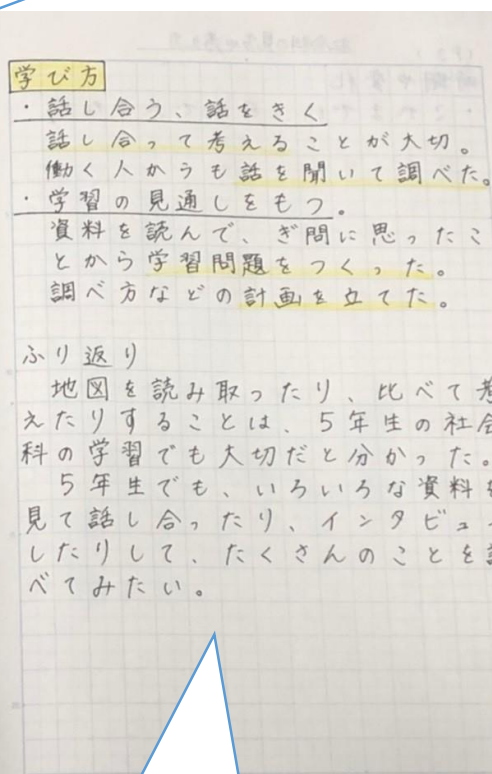 学び方
・話し合う、話をきく
話し合って考えることが大切。
働く人からも話を聞いて調べた。
・学習の見通しをもつ。
資料を読んで、ぎ問に思ったこ
とから学習問題をつくった。
調べ方などの計画を立てた。
ふり返り
地図を読み取ったり、比べて考
えたりすることは、5年生の社会
科の学習でも大切だと分かった。
5年生でも、いろいろな資料を
見て話し合ったり、インタビュー
したりして、たくさんのことを調
べてみたい。